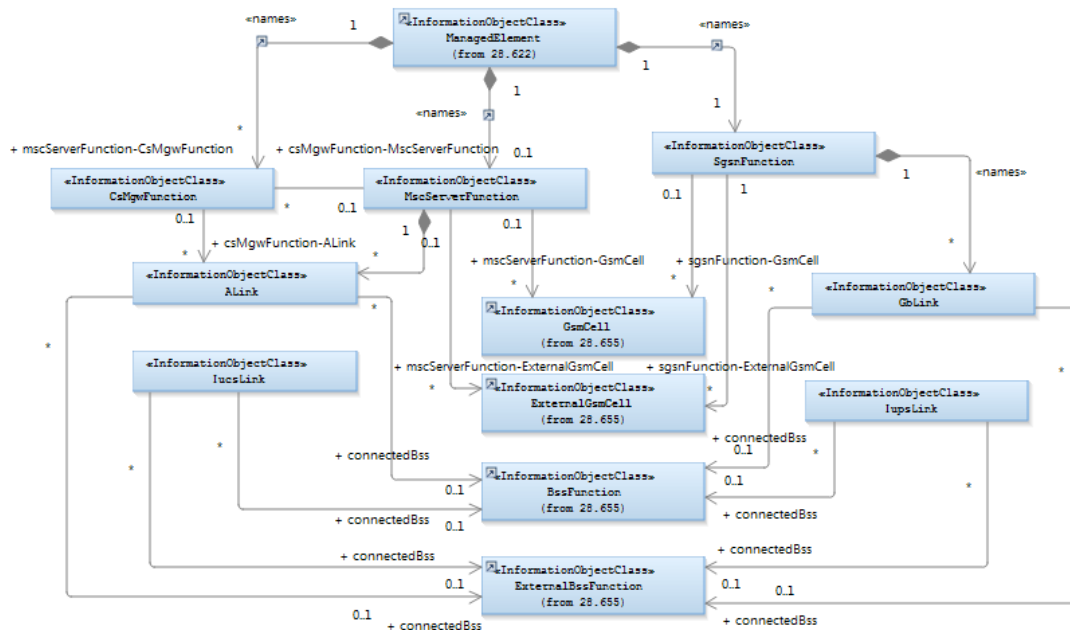 «names»
1
«InformationObjectClass»
ManagedElement
(from 28.622)
«names»
1
1
«names»
1
*
0..1
+ mscServerFunction-CsMgwFunction
+ csMgwFunction-MscServerFunction
«InformationObjectClass»
SgsnFunction
«InformationObjectClass»
CsMgwFunction
«InformationObjectClass»
MscServerFunction
0..1
1
1
«names»
0..1
*
0..1
1
0..1
0..1
*
+ csMgwFunction-ALink
*
*
+ mscServerFunction-GsmCell
+ sgsnFunction-GsmCell
«InformationObjectClass»
ALink
*
*
*
«InformationObjectClass»
GbLink
*
*
«InformationObjectClass»
GsmCell
(from 28.655)
*
«InformationObjectClass»
IucsLink
+ mscServerFunction-ExternalGsmCell
+ sgsnFunction-ExternalGsmCell
*
*
*
«InformationObjectClass»
ExternalGsmCell
(from 28.655)
«InformationObjectClass»
IupsLink
*
*
+ connectedBss
+ connectedBss
0..1
*
«InformationObjectClass»
BssFunction
(from 28.655)
0..1
0..1
*
+ connectedBss
0..1
+ connectedBss
+ connectedBss
+ connectedBss
«InformationObjectClass»
ExternalBssFunction
(from 28.655)
0..1
0..1
0..1
0..1
+ connectedBss
+ connectedBss